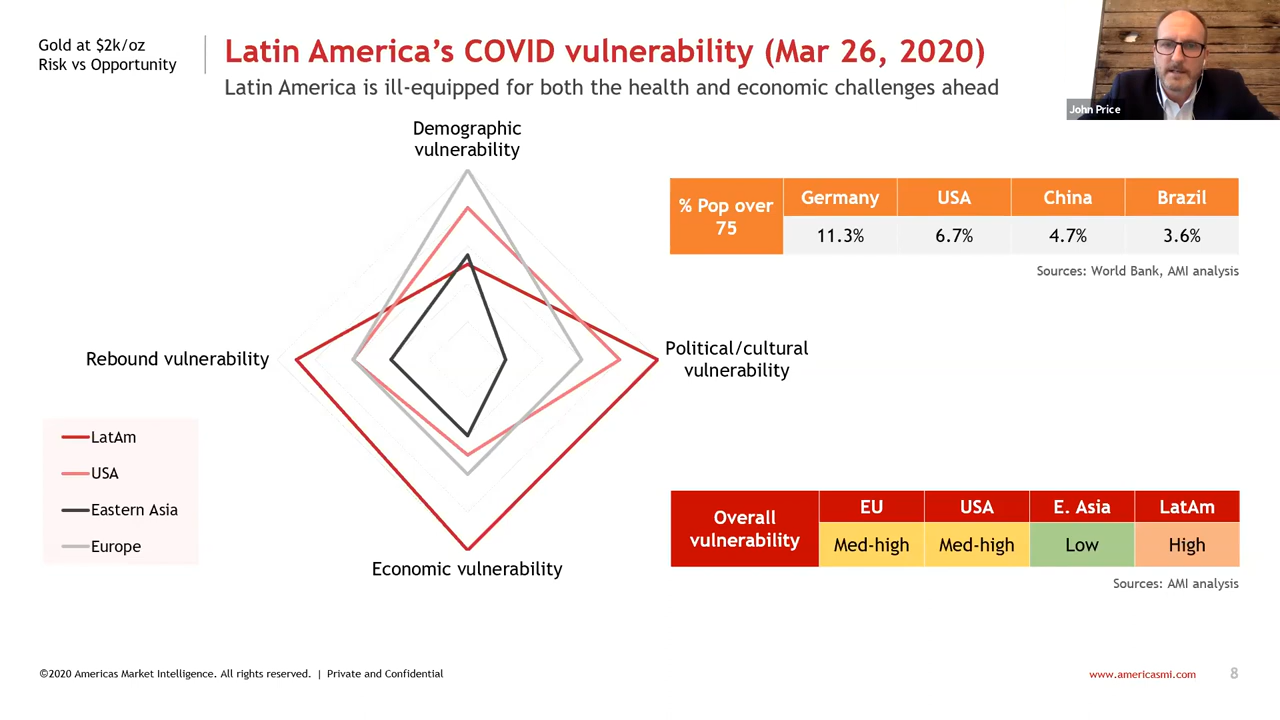 Gold at $2k/oz
Risk vs Opportunity
Latin America’s COVID vulnerability (Mar 26, 2020)
Latin America is ill-equipped for both the health and economic challenges ahead
John Price
Demographic
vulnerability
Rebound vulnerability
Political/cultural
vulnerability
Economic vulnerability
LatAm
USA
Eastern Asia
Europe
% Pop over
75
Germany USA China Brazil
11.3% 6.7% 4.7% 3.6%
Sources: World Bank, AMI analysis
Overall
vulnerability
EU USA E. Asia LatAm
Med-high Med-high Low High
Sources: AMI analysis
©2020 Americas Market Intelligence. All rights reserved. | Private and Confidential
www.americasmi.com 8